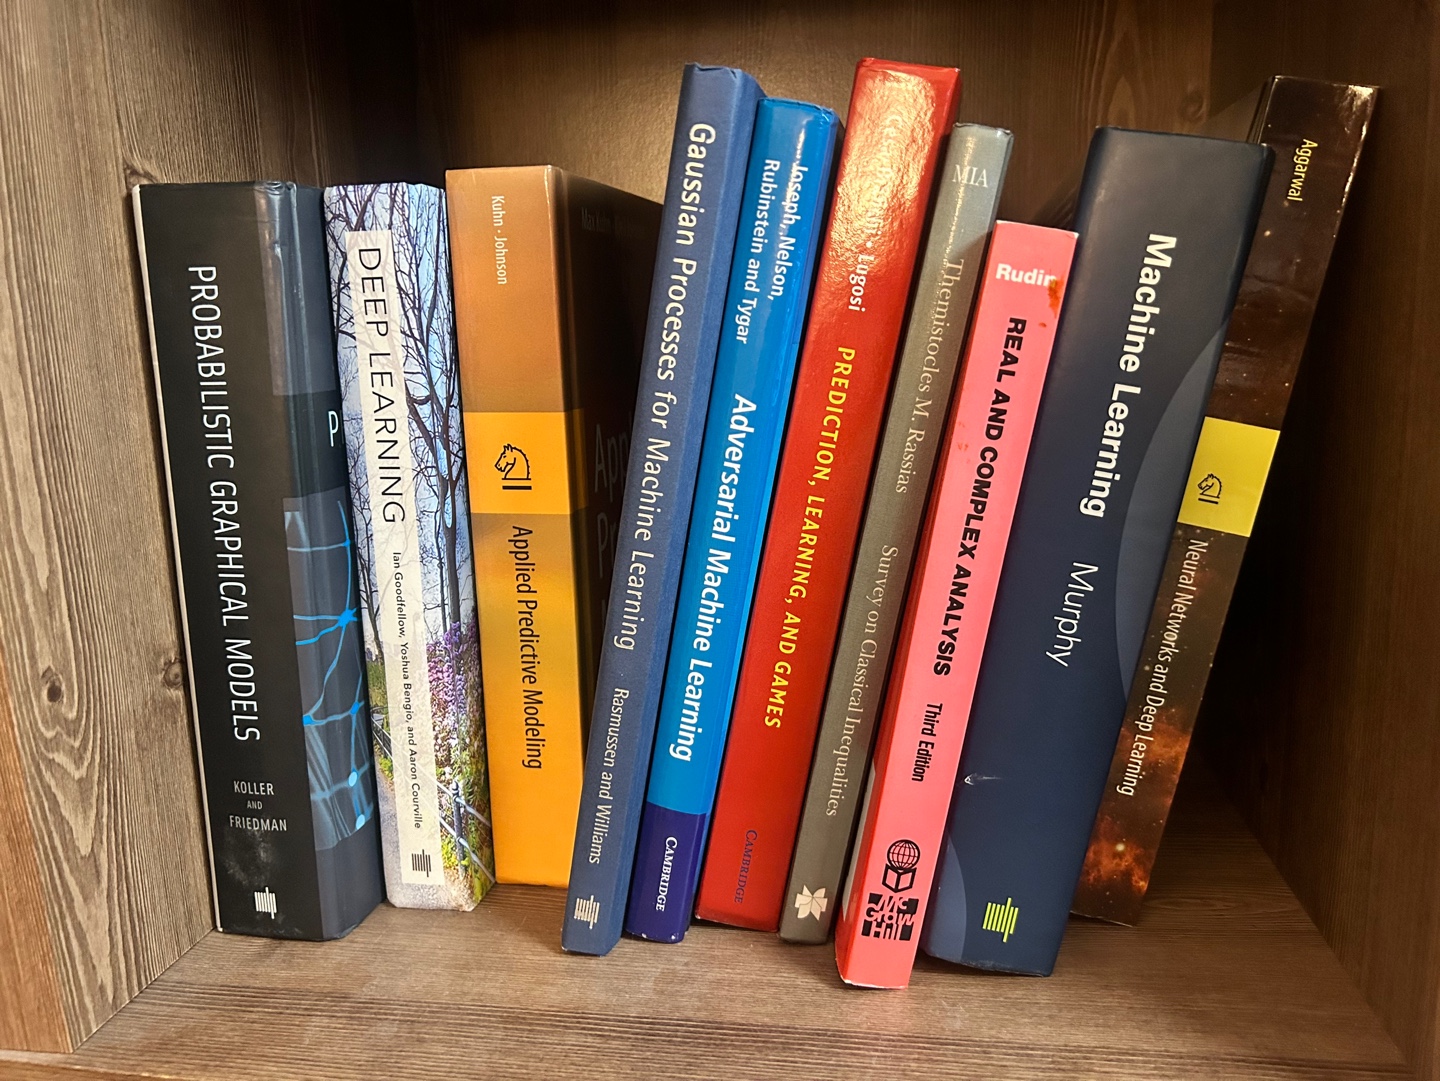 PROBABILISTIC GRAPHICAL MODELS
KOLLER
AND
FRIEDMAN
P
DEEP LEARNING
Ian Goodfellow, Yoshua Bengio, and Aaron Courville
Kuhn · Johnson
Applied Predictive Modeling
Gaussian Processes for Machine Learning
Rasmussen and Williams
Joseph, Nelson,
Rubinstein and Tygar
Adversarial Machine Learning
CAMBRIDGE
Lugosi
PREDICTION, LEARNING, AND GAMES
CAMBRIDGE
MIA
Themistocles M. Rassias
Survey on Classical Inequalities
Rudin
REAL AND COMPLEX ANALYSIS
Third Edition
Machine Learning
Murphy
Aggarwal
Neural Networks and Deep Learning